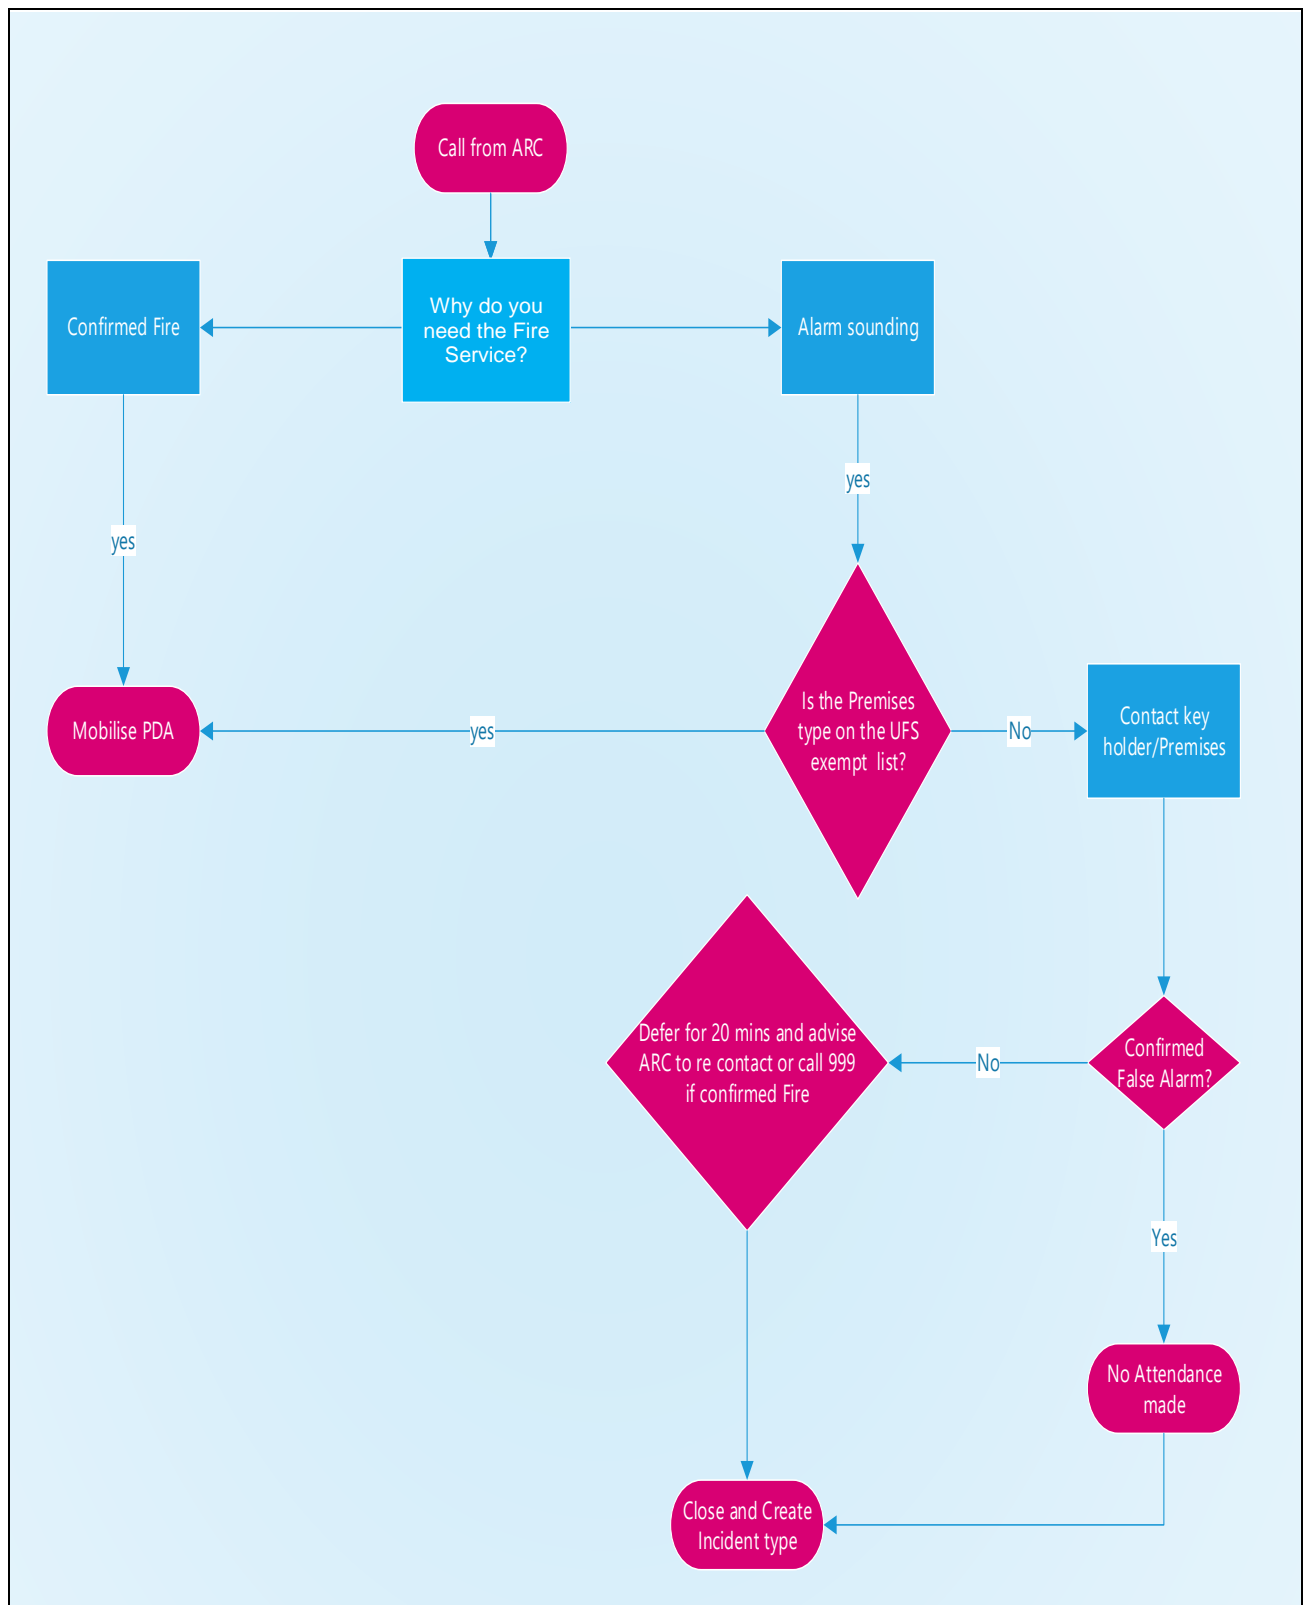 Call from ARC
Confirmed Fire
Why do you
need the Fire
Service?
Alarm sounding
yes
yes
Mobilise PDA
yes
Is the Premises
type on the UFS
exempt list?
No
Contact key
holder/Premises
Defer for 20 mins and advise
ARC to re contact or call 999
if confirmed Fire
No
Confirmed
False Alarm?
Yes
No Attendance
made
Close and Create
Incident type